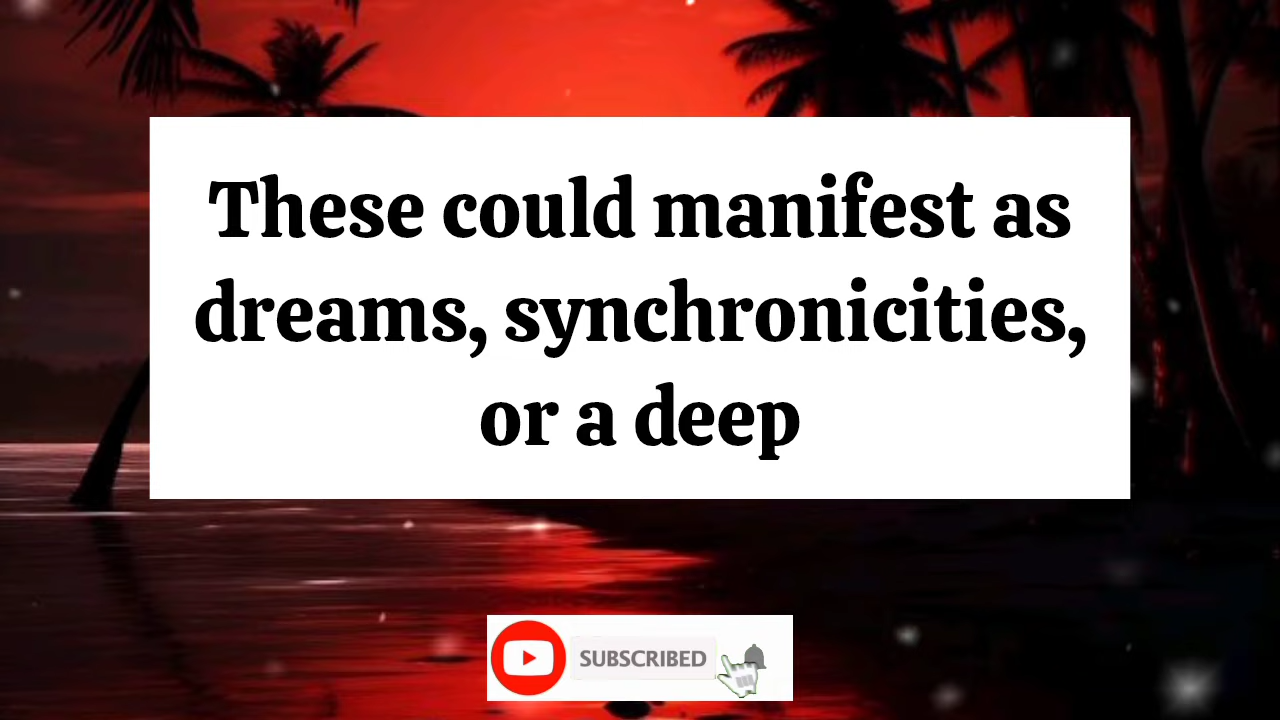 These could manifest as
dreams, synchronicities,
or a deep
SUBSCRIBED